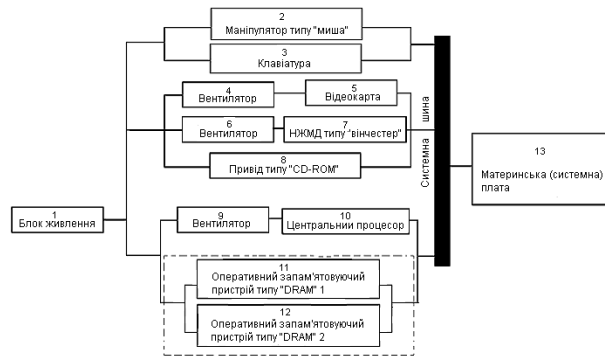 2
Маніпулятор типу "миша"
3
Клавіатура
4
Вентилятор
5
Відеокарта
6
Вентилятор
7
НЖМД типу "вінчестер"
8
Привід типу "CD-ROM"
Системна шина
13
Материнська (системна)
плата
1
Блок живлення
9
Вентилятор
10
Центральний процесор
11
Оперативний запам'ятовуючий
пристрій типу "DRAM" 1
12
Оперативний запам'ятовуючий
пристрій типу "DRAM" 2